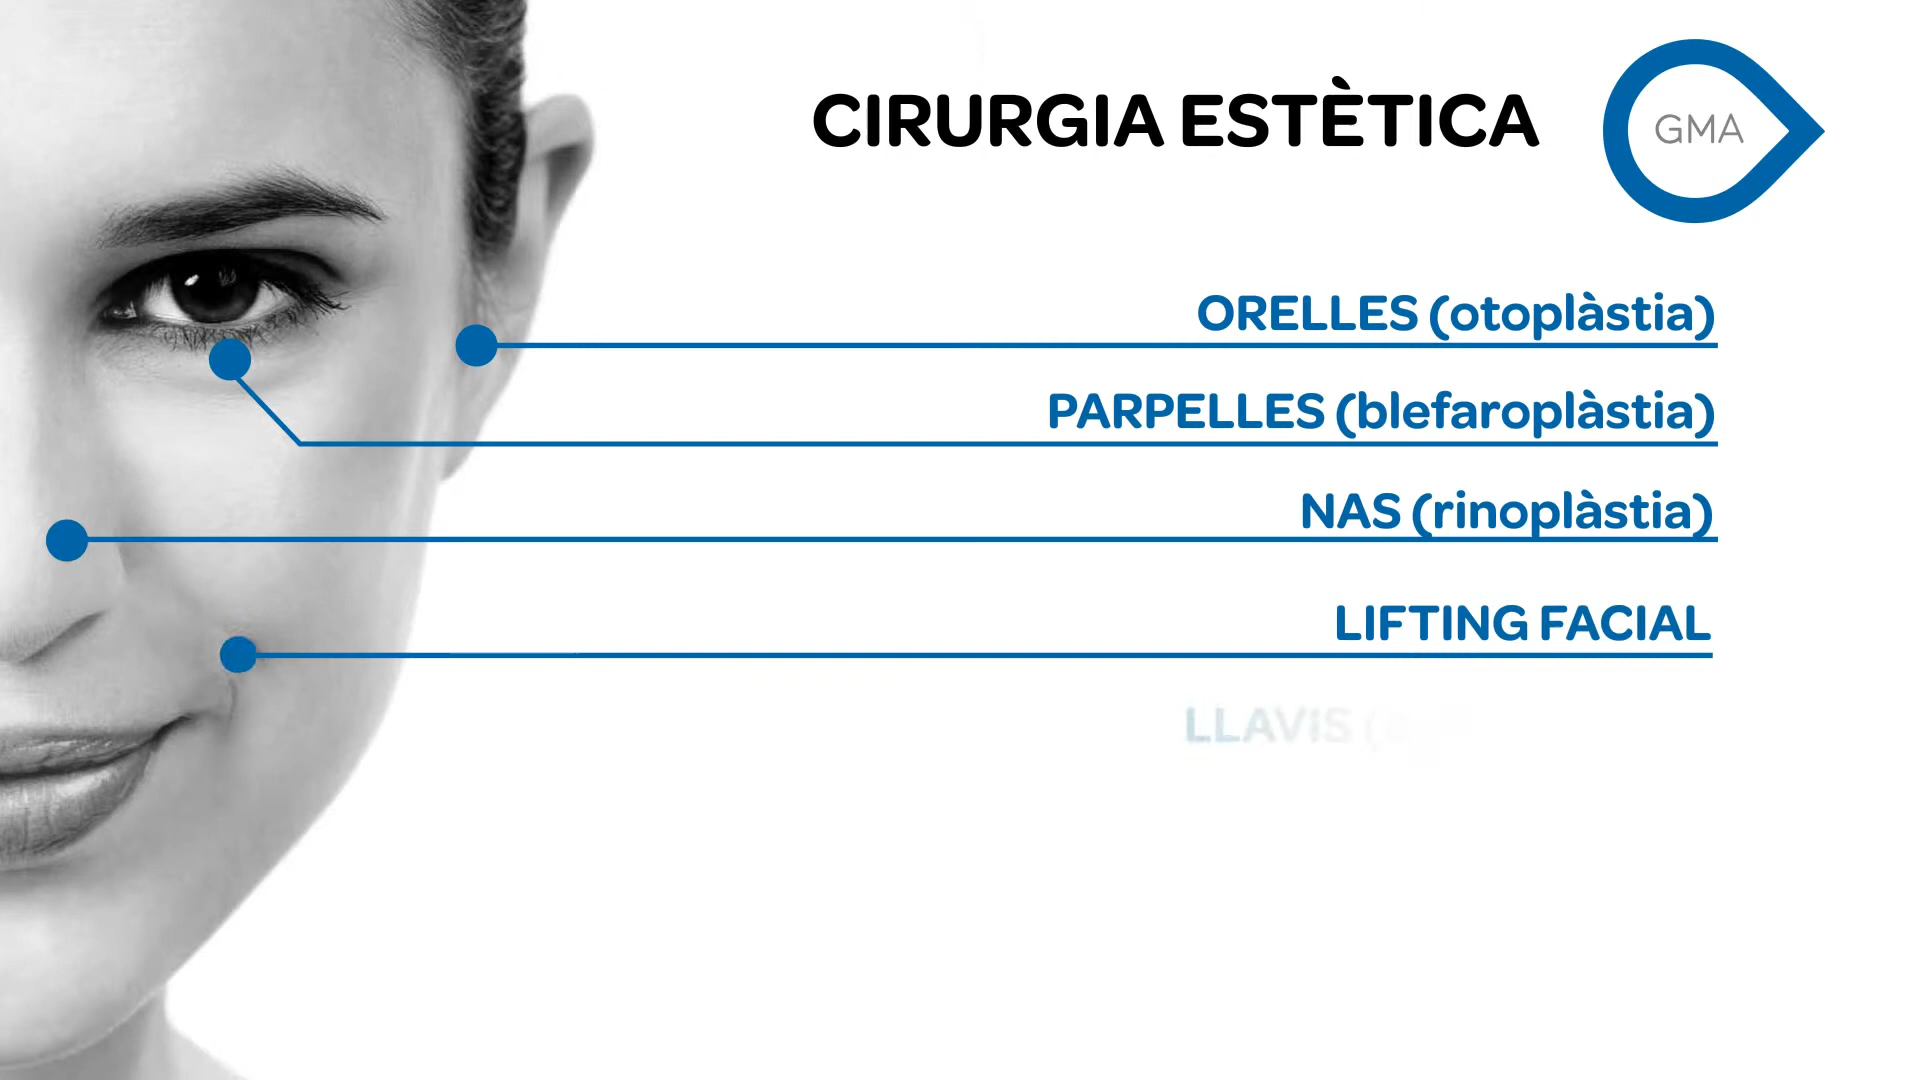 CIRURGIA ESTÈTICA
GMA
ORELLES (otoplàstia)
PARPELLES (blefaroplàstia)
NAS (rinoplàstia)
LIFTING FACIAL
LLAVIS